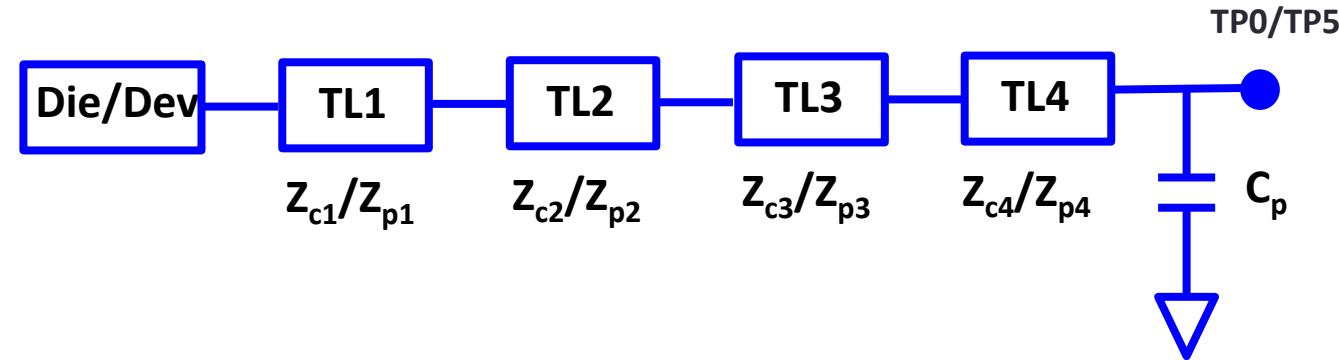 TP0/TP5
Die/Dev TL1 TL2 TL3 TL4
Zc1/Zp1 Zc2/Zp2 Zc3/Zp3 Zc4/Zp4 Cp